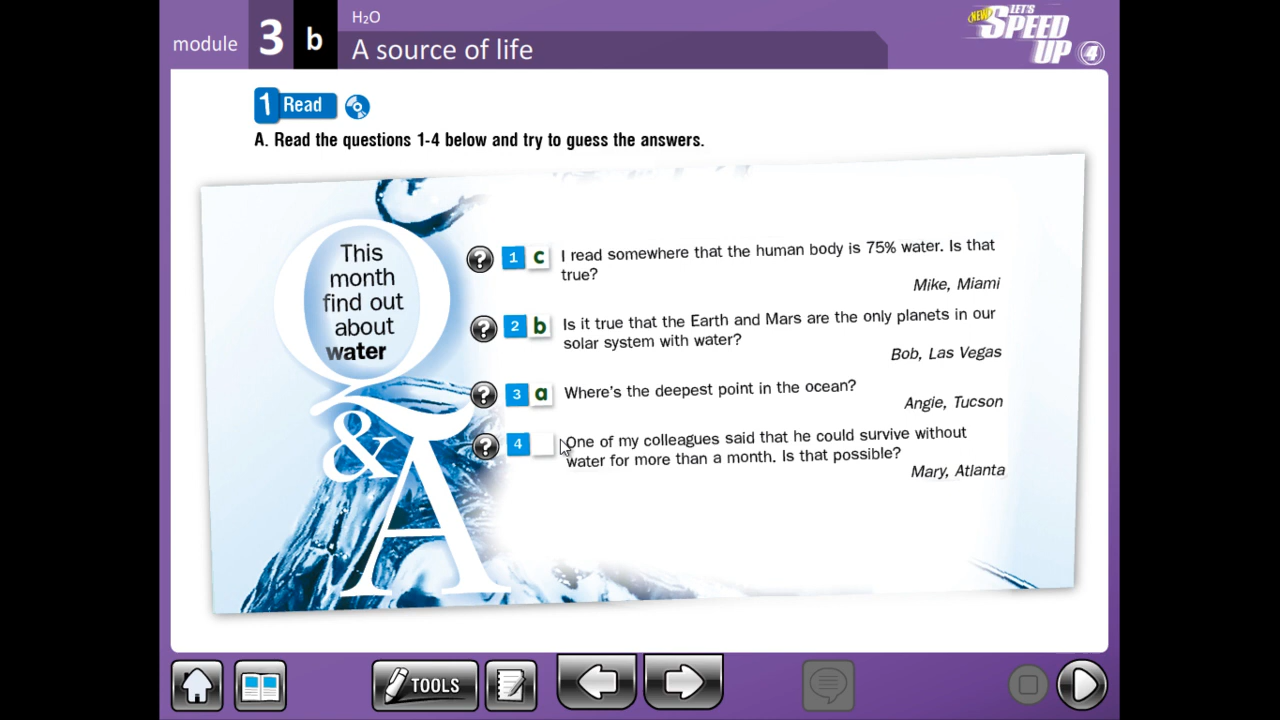 H₂O
module 3 b A source of life
NEW LET'S SPEED UP 4
1 Read
A. Read the questions 1-4 below and try to guess the answers.
This month find out about water
Q & A
? 1 c I read somewhere that the human body is 75% water. Is that
true?
Mike, Miami
? 2 b Is it true that the Earth and Mars are the only planets in our
solar system with water?
Bob, Las Vegas
? 3 a Where's the deepest point in the ocean?
Angie, Tucson
? 4 One of my colleagues said that he could survive without
water for more than a month. Is that possible?
Mary, Atlanta
TOOLS